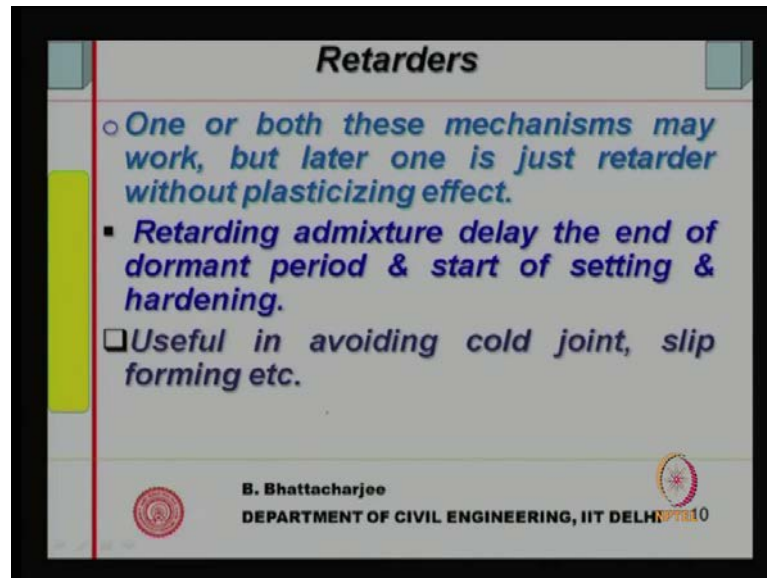 Retarders
One or both these mechanisms may
work, but later one is just retarder
without plasticizing effect.
Retarding admixture delay the end of
dormant period & start of setting &
hardening.
Useful in avoiding cold joint, slip
forming etc.
B. Bhattacharjee
DEPARTMENT OF CIVIL ENGINEERING, IIT DELHI
NPTEL
10